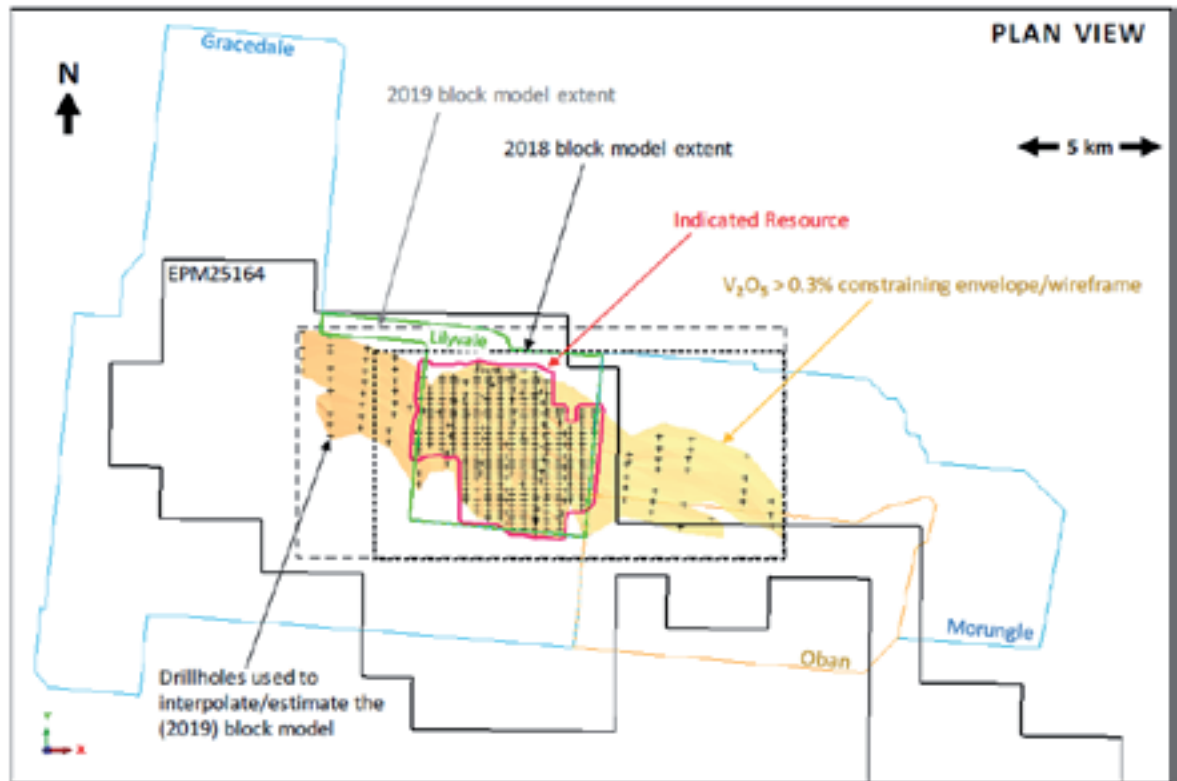 PLAN VIEW
Gracedale
N
2019 block model extent
2018 block model extent
5 km
Indicated Resource
EPM25164
V₂O₅ > 0.3% constraining envelope/wireframe
Lilyvale
Morungle
Oban
Drillholes used to
interpolate/estimate the
(2019) block model
Y
X